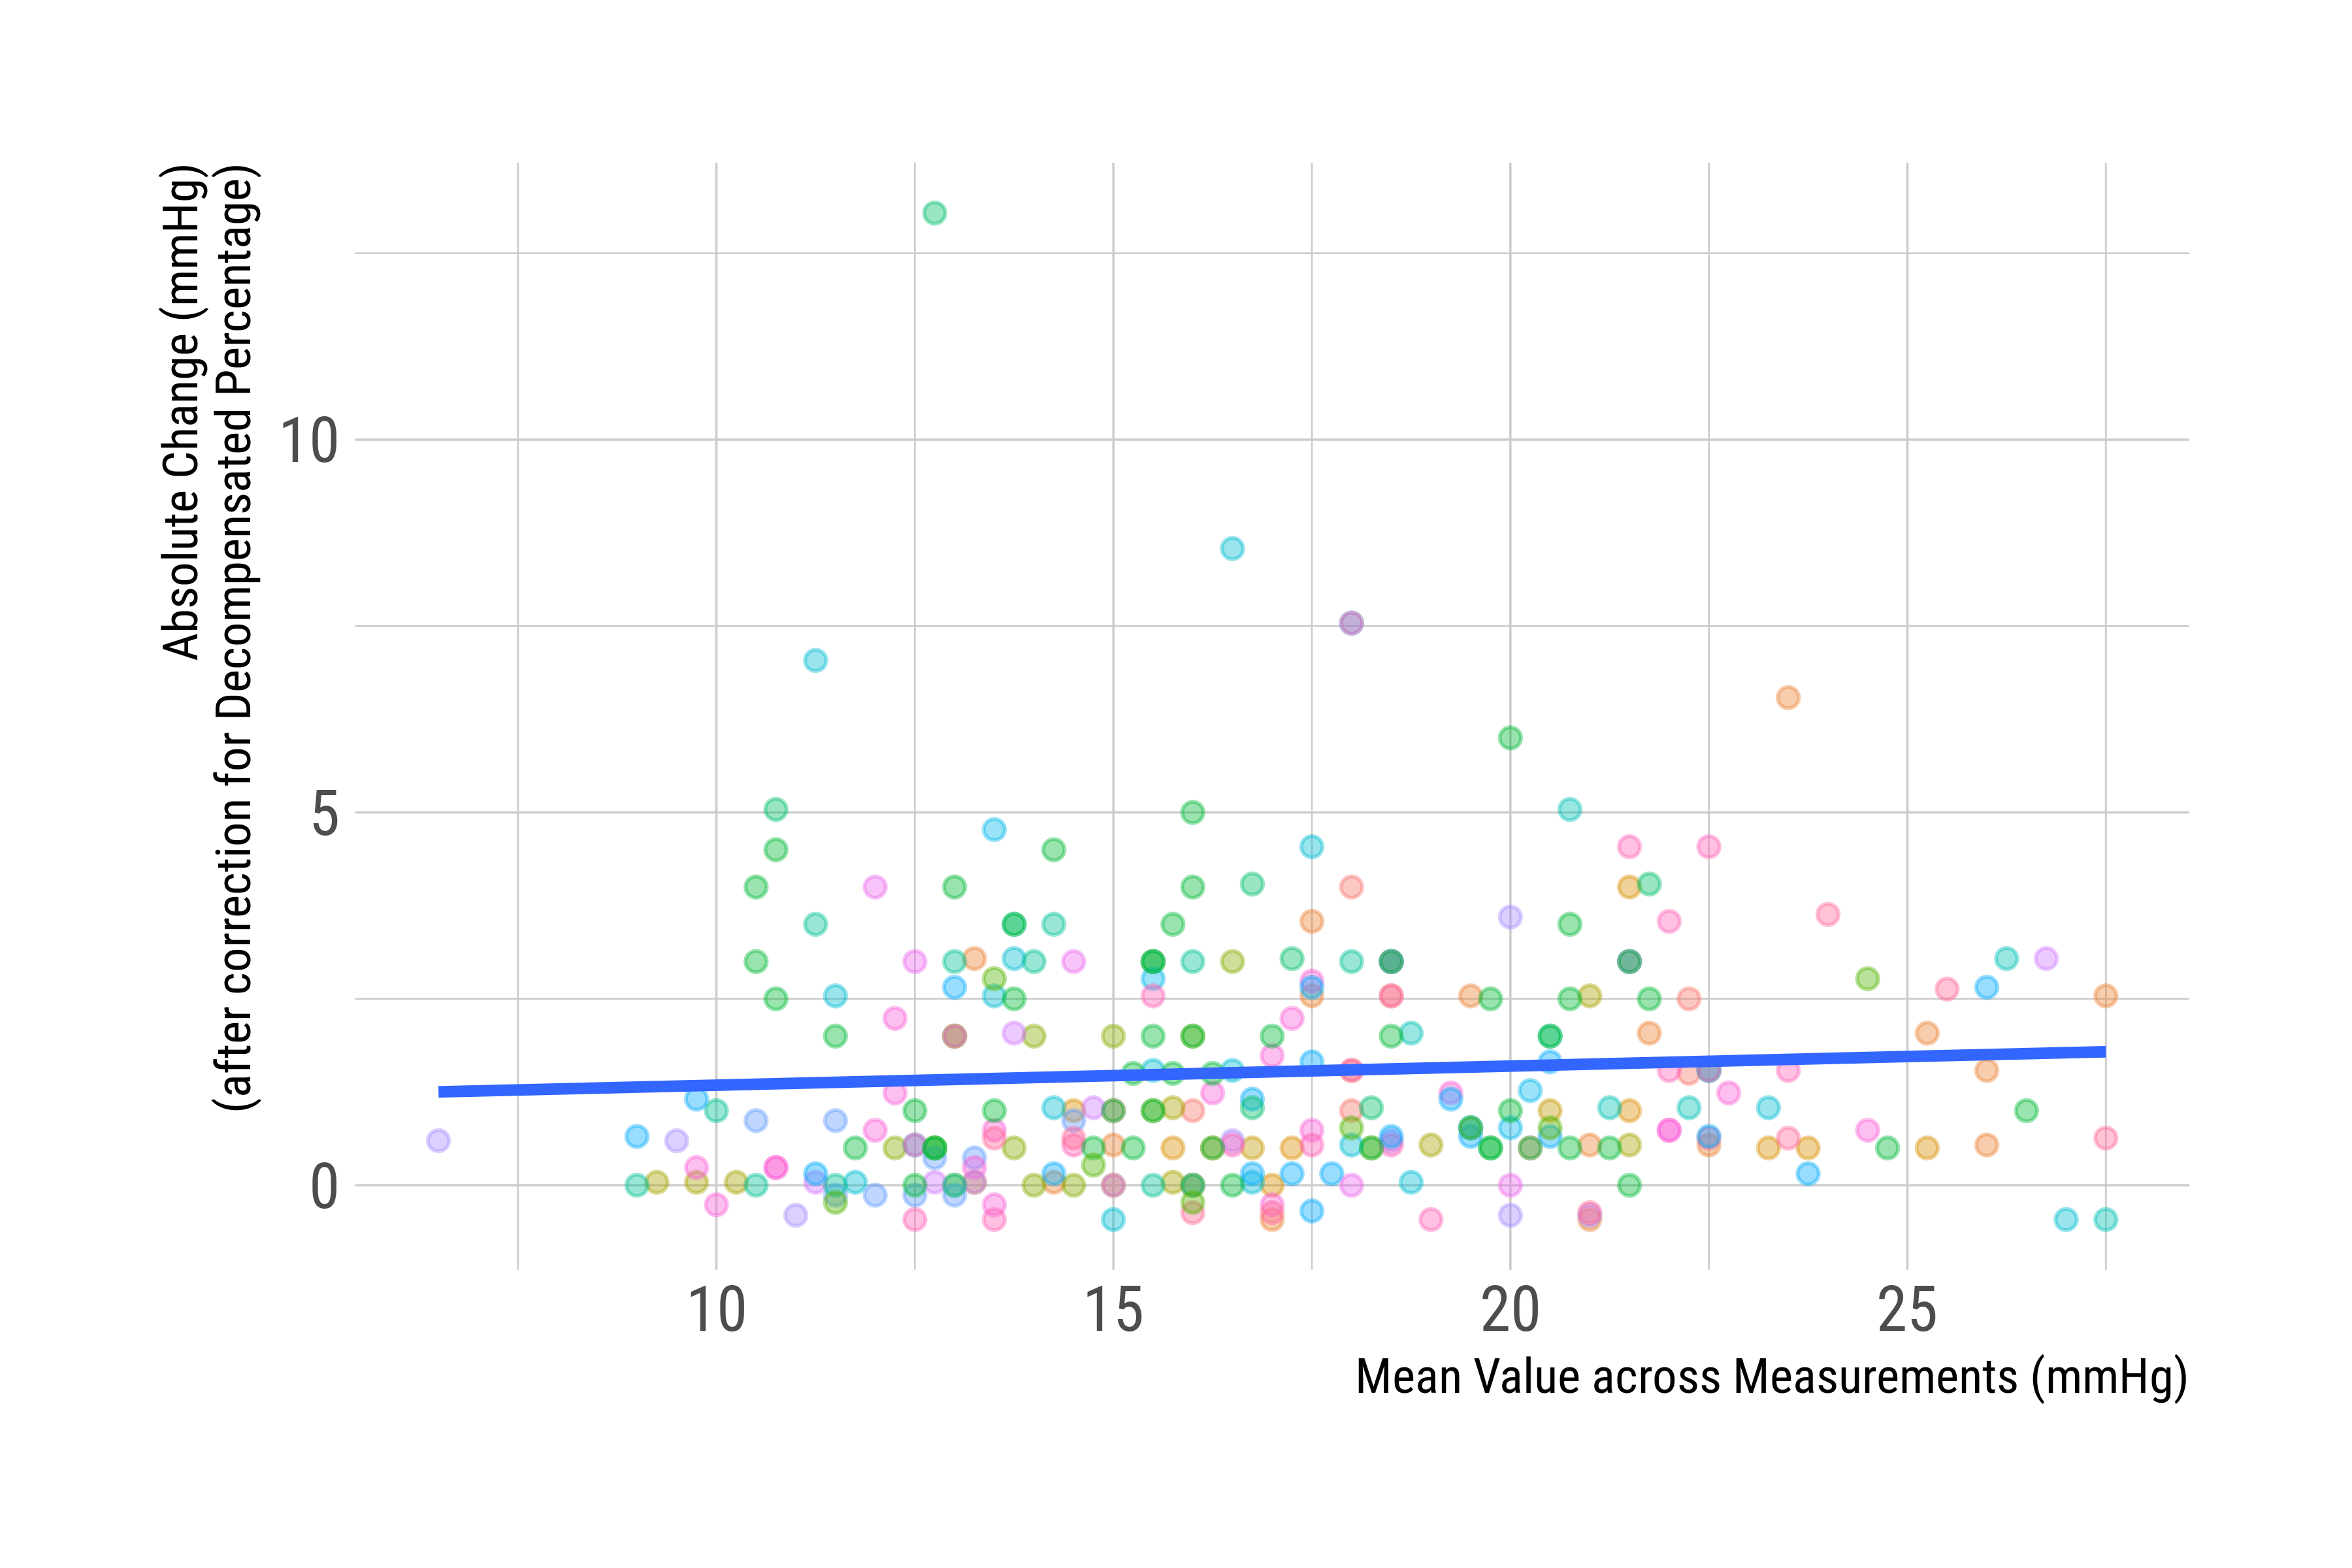 Absolute Change (mmHg)
(after correction for Decompensated Percentage)
10
5
0
10
15
20
25
Mean Value across Measurements (mmHg)